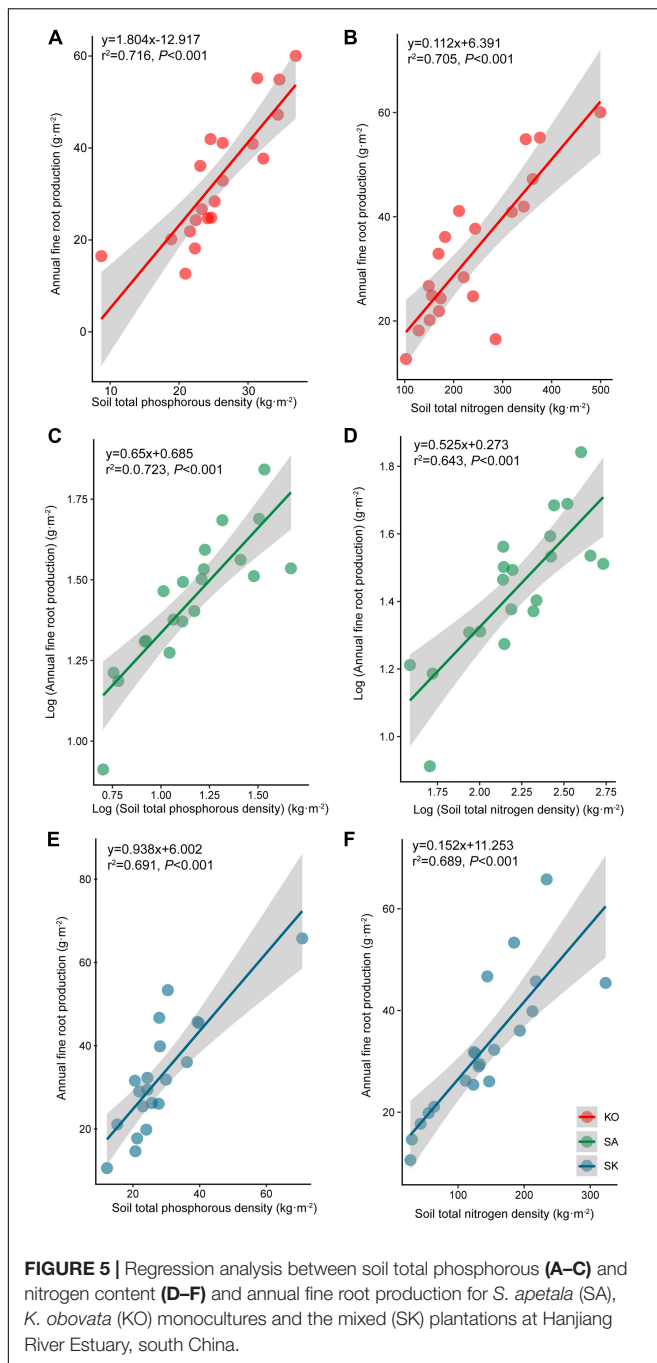 A
y=1.804x-12.917
r²=0.716, P<0.001
60
40
20
0
Annual fine root production (g·m⁻²)
10
20
30
Soil total phosphorous density (kg·m⁻²)
B
y=0.112x+6.391
r²=0.705, P<0.001
60
40
20
Annual fine root production (g·m⁻²)
100
200
300
400
500
Soil total nitrogen density (kg·m⁻²)
C
y=0.65x+0.685
r²=0.0.723, P<0.001
1.75
1.50
1.25
1.00
Log (Annual fine root production) (g·m⁻²)
0.75
1.00
1.25
1.50
Log (Soil total phosphorous density) (kg·m⁻²)
D
y=0.525x+0.273
r²=0.643, P<0.001
1.8
1.6
1.4
1.2
1.0
Log (Annual fine root production) (g·m⁻²)
1.75
2.00
2.25
2.50
2.75
Log (Soil total nitrogen density) (kg·m⁻²)
E
y=0.938x+6.002
r²=0.691, P<0.001
80
60
40
20
Annual fine root production (g·m⁻²)
20
40
60
Soil total phosphorous density (kg·m⁻²)
F
y=0.152x+11.253
r²=0.689, P<0.001
60
40
20
Annual fine root production (g·m⁻²)
100
200
300
Soil total nitrogen density (kg·m⁻²)
KO
SA
SK
FIGURE 5 | Regression analysis between soil total phosphorous (A–C) and
nitrogen content (D–F) and annual fine root production for S. apetala (SA),
K. obovata (KO) monocultures and the mixed (SK) plantations at Hanjiang
River Estuary, south China.